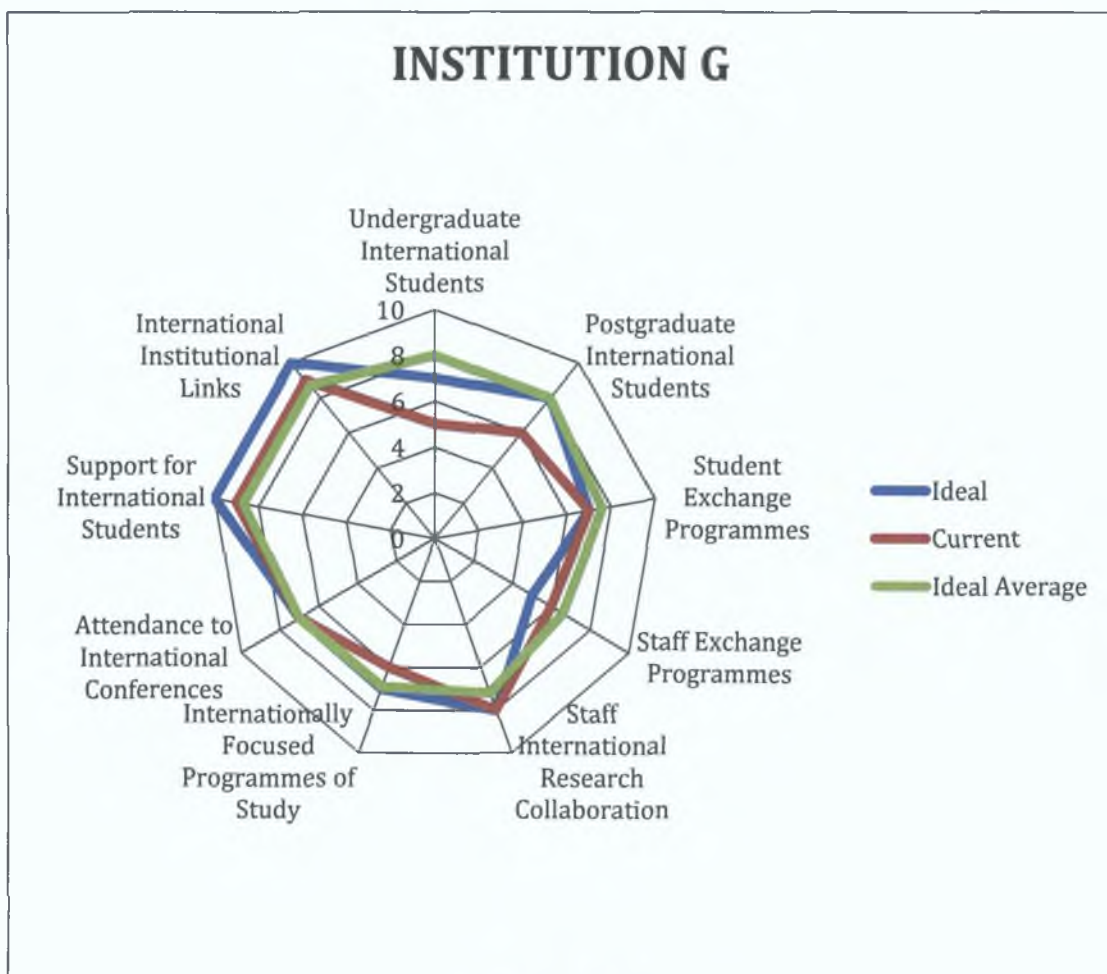 INSTITUTION G
Undergraduate
International
Students
Postgraduate
International
Students
Student
Exchange
Programmes
Staff Exchange
Programmes
Staff
International
Research
Collaboration
Internationally
Focused
Programmes of
Study
Attendance to
International
Conferences
Support for
International
Students
International
Institutional
Links
10
8
6
4
2
0
Ideal
Current
Ideal Average